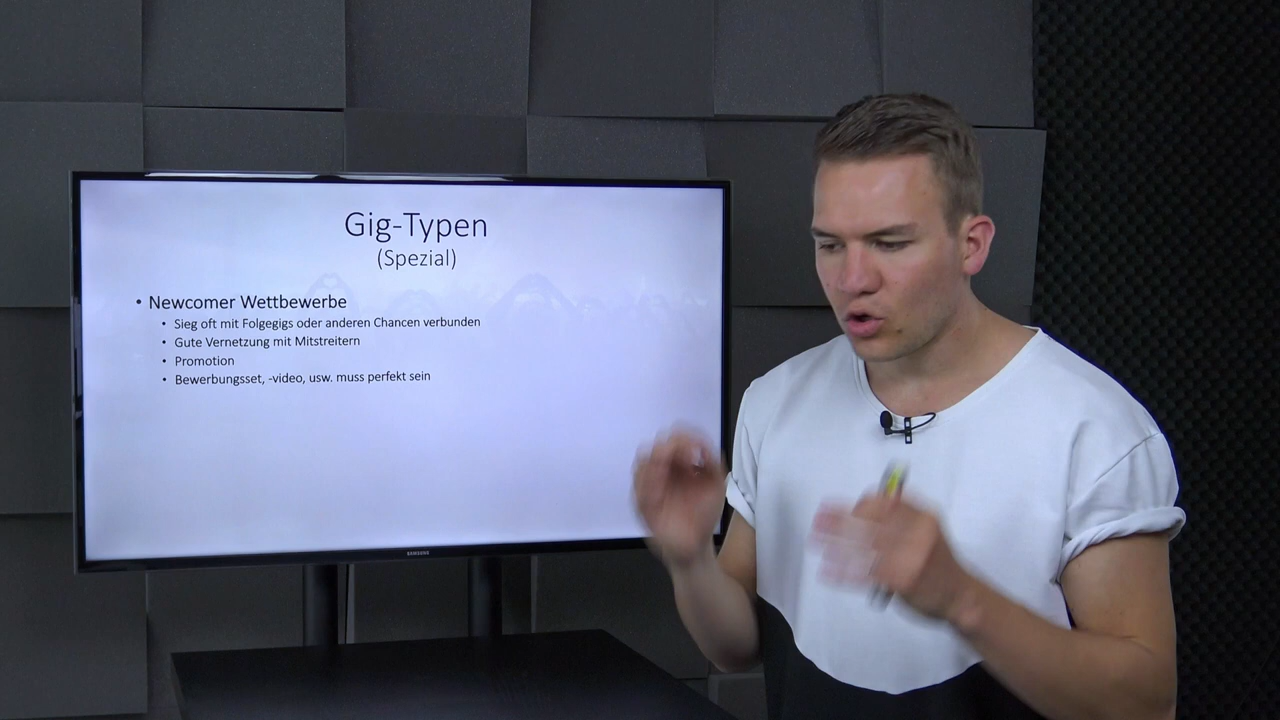 Gig-Typen
(Spezial)
• Newcomer Wettbewerbe
• Sieg oft mit Folgegigs oder anderen Chancen verbunden
• Gute Vernetzung mit Mitstreitern
• Promotion
• Bewerbungsset, -video, usw. muss perfekt sein
SAMSUNG